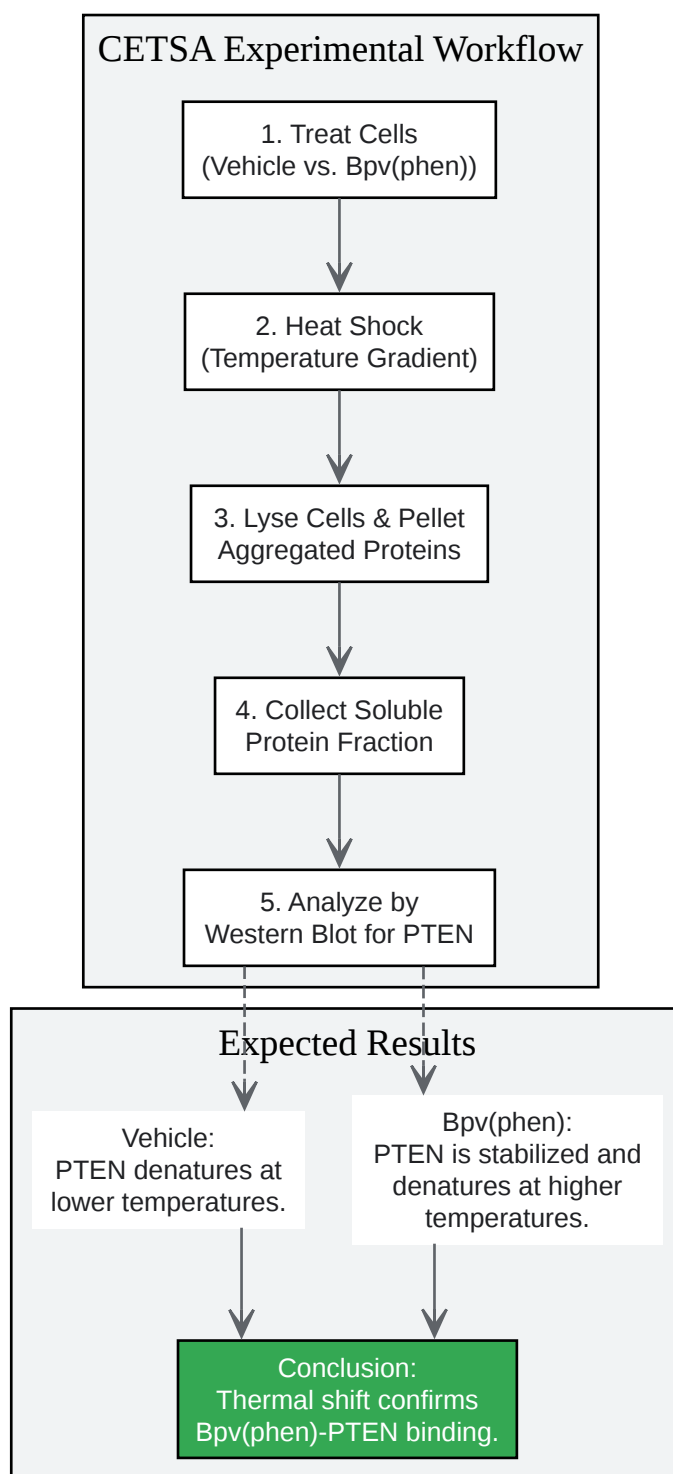 CETSA Experimental Workflow
1. Treat Cells
(Vehicle vs. Bpv(phen))
2. Heat Shock
(Temperature Gradient)
3. Lyse Cells & Pellet
Aggregated Proteins
4. Collect Soluble
Protein Fraction
5. Analyze by
Western Blot for PTEN
Expected Results
Vehicle:
PTEN denatures at
lower temperatures.
Bpv(phen):
PTEN is stabilized and
denatures at higher
temperatures.
Conclusion:
Thermal shift confirms
Bpv(phen)-PTEN binding.